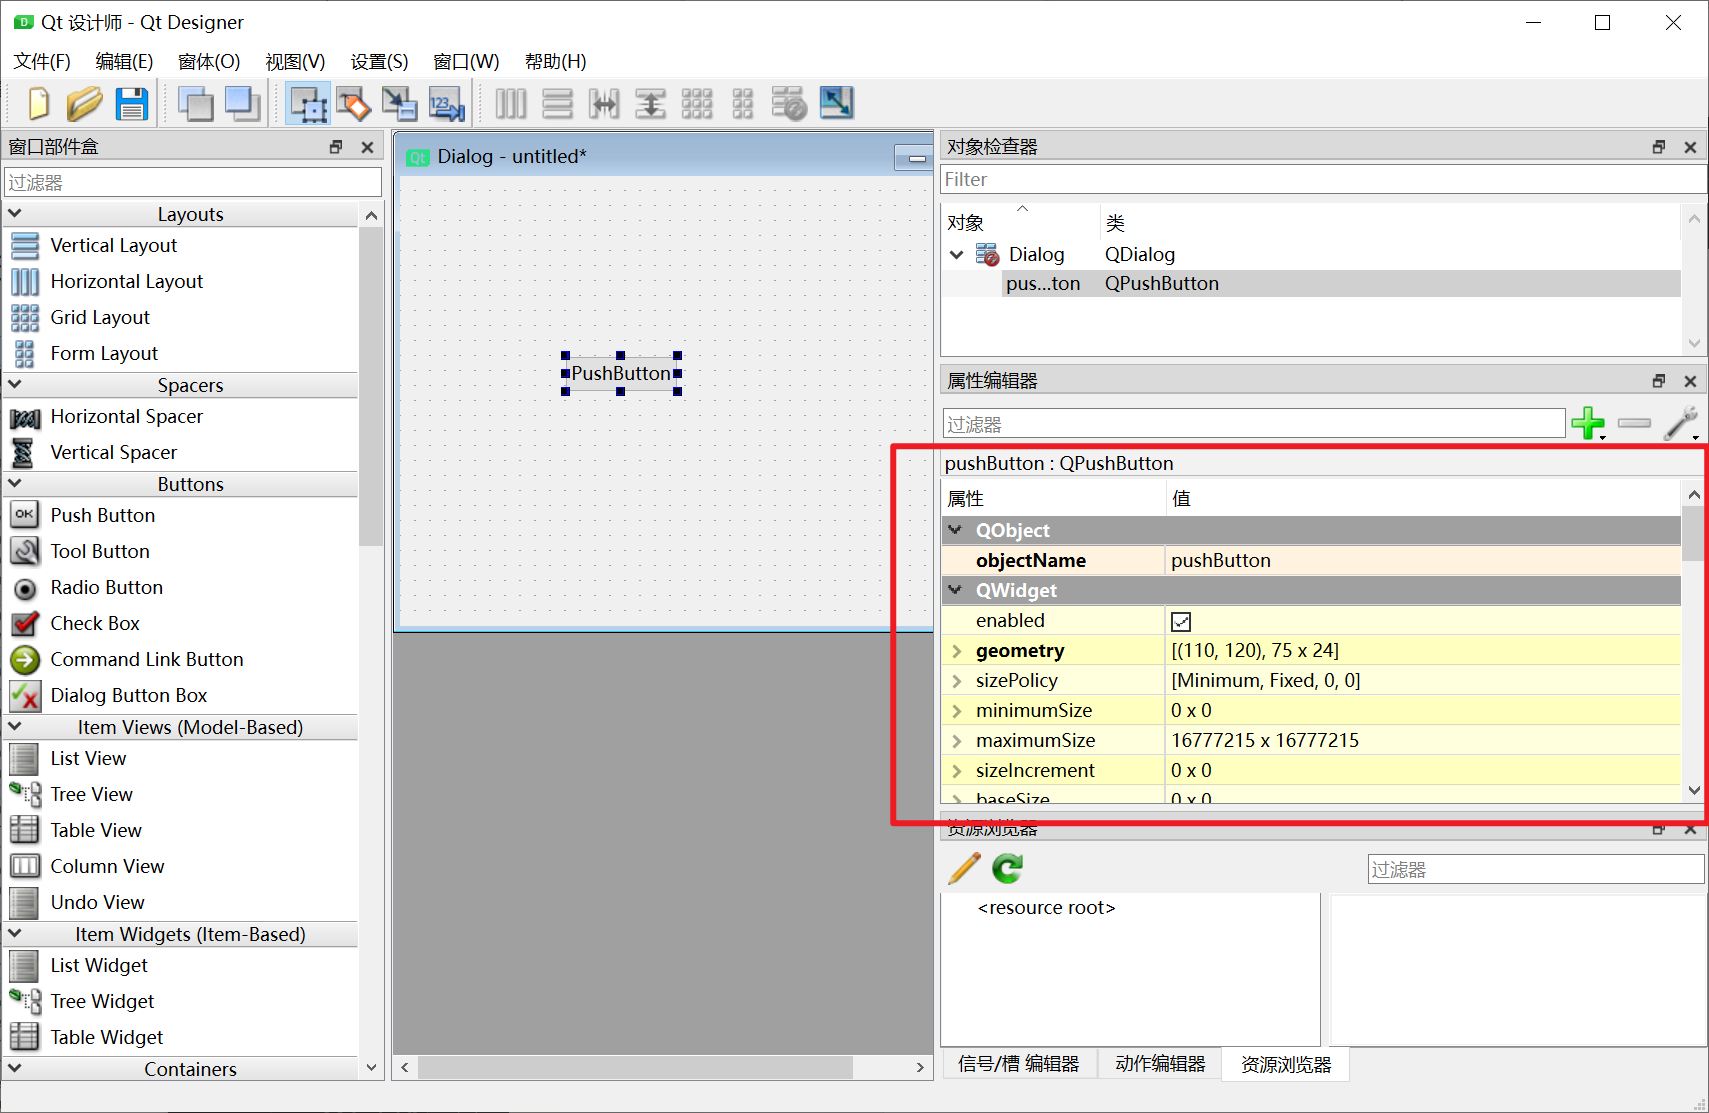 Qt 设计师 - Qt Designer
文件(F) 编辑(E) 窗体(O) 视图(V) 设置(S) 窗口(W) 帮助(H)
窗口部件盒
过滤器
Layouts
Vertical Layout
Horizontal Layout
Grid Layout
Form Layout
Spacers
Horizontal Spacer
Vertical Spacer
Buttons
OK
Push Button
Tool Button
Radio Button
Check Box
Command Link Button
Dialog Button Box
Item Views (Model-Based)
List View
Tree View
Table View
Column View
Undo View
Item Widgets (Item-Based)
List Widget
Tree Widget
Table Widget
Containers
123
Qt Dialog - untitled*
PushButton
对象检查器
Filter
对象 类
Dialog QDialog
pus...ton QPushButton
属性编辑器
过滤器
pushButton : QPushButton
属性 值
QObject
objectName pushButton
QWidget
enabled
geometry [(110, 120), 75 x 24]
sizePolicy [Minimum, Fixed, 0, 0]
minimumSize 0 x 0
maximumSize 16777215 x 16777215
sizeIncrement 0 x 0
baseSize 0 x 0
资源浏览器
过滤器
<resource root>
信号/槽 编辑器 动作编辑器 资源浏览器